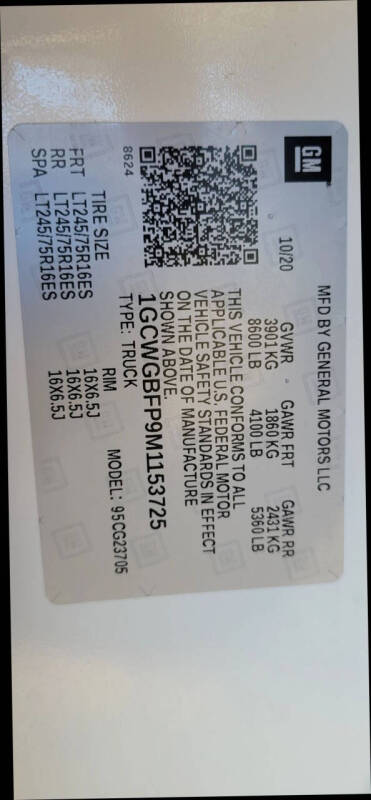 GM
MFD BY GENERAL MOTORS LLC
10/20 GVWR GAWR FRT GAWR RR
3901 KG 1860 KG 2431 KG
8600 LB 4100 LB 5360 LB
THIS VEHICLE CONFORMS TO ALL
APPLICABLE U.S. FEDERAL MOTOR
VEHICLE SAFETY STANDARDS IN EFFECT
ON THE DATE OF MANUFACTURE
SHOWN ABOVE.
1GCWGBFP9M1153725
TYPE: TRUCK
8624
MODEL: 95 CG23705
TIRE SIZE RIM
FRT LT245/75R16ES 16X6.5J
RR LT245/75R16ES 16X6.5J
SPA LT245/75R16ES 16X6.5J